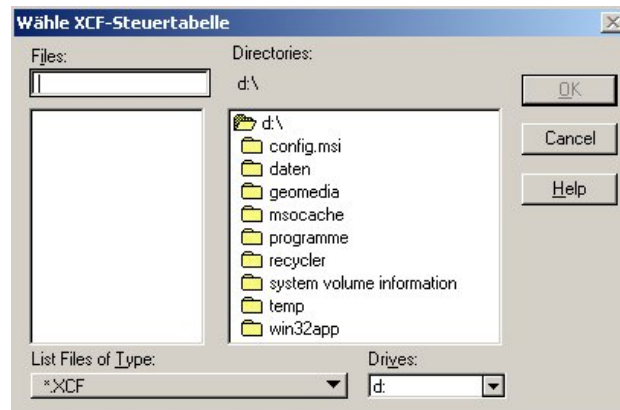 Wähle XCF-Steuertabelle
Files:
Directories:
d:\
OK
Cancel
Help
d:\
config.msi
daten
geomedia
msocache
programme
recycler
system volume information
temp
win32app
List Files of Type:
*.XCF
Drives:
d: